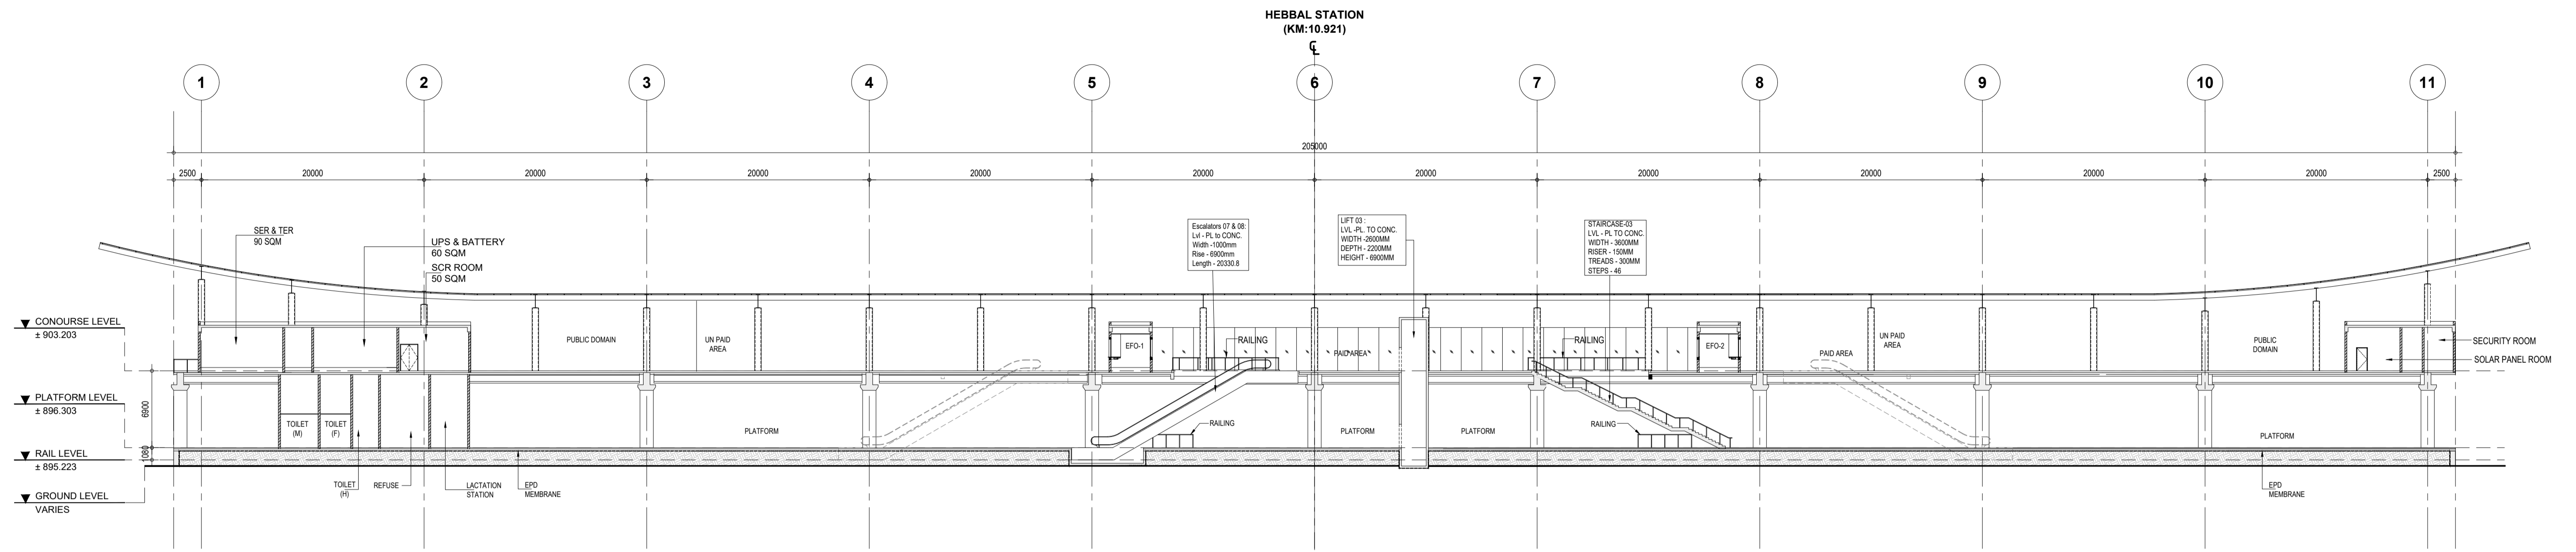 HEBBAL STATION
(KM:10.921)
℄
1
2
3
4
5
6
7
8
9
10
11
205000
2500
20000
20000
20000
20000
20000
20000
20000
20000
20000
20000
2500
SER & TER
90 SQM
UPS & BATTERY
60 SQM
SCR ROOM
50 SQM
Escalators 07 & 08:
Lvl - PL to CONC.
Width -1000mm
Rise - 6900mm
Length - 20330.8
LIFT 03 :
LVL -PL. TO CONC.
WIDTH -2600MM
DEPTH - 2200MM
HEIGHT - 6900MM
STAIRCASE-03
LVL - PL TO CONC.
WIDTH - 3600MM
RISER - 150MM
TREADS - 300MM
STEPS - 46
CONOURSE LEVEL
± 903.203
PUBLIC DOMAIN
UN PAID
AREA
EFO-1
RAILING
PAID AREA
RAILING
EFO-2
PAID AREA
UN PAID
AREA
PUBLIC
DOMAIN
SECURITY ROOM
SOLAR PANEL ROOM
PLATFORM LEVEL
± 896.303
6900
TOILET
(M)
TOILET
(F)
PLATFORM
RAILING
PLATFORM
PLATFORM
RAILING
PLATFORM
RAIL LEVEL
± 895.223
1080
TOILET
(H)
REFUSE
LACTATION
STATION
EPD
MEMBRANE
EPD
MEMBRANE
GROUND LEVEL
VARIES